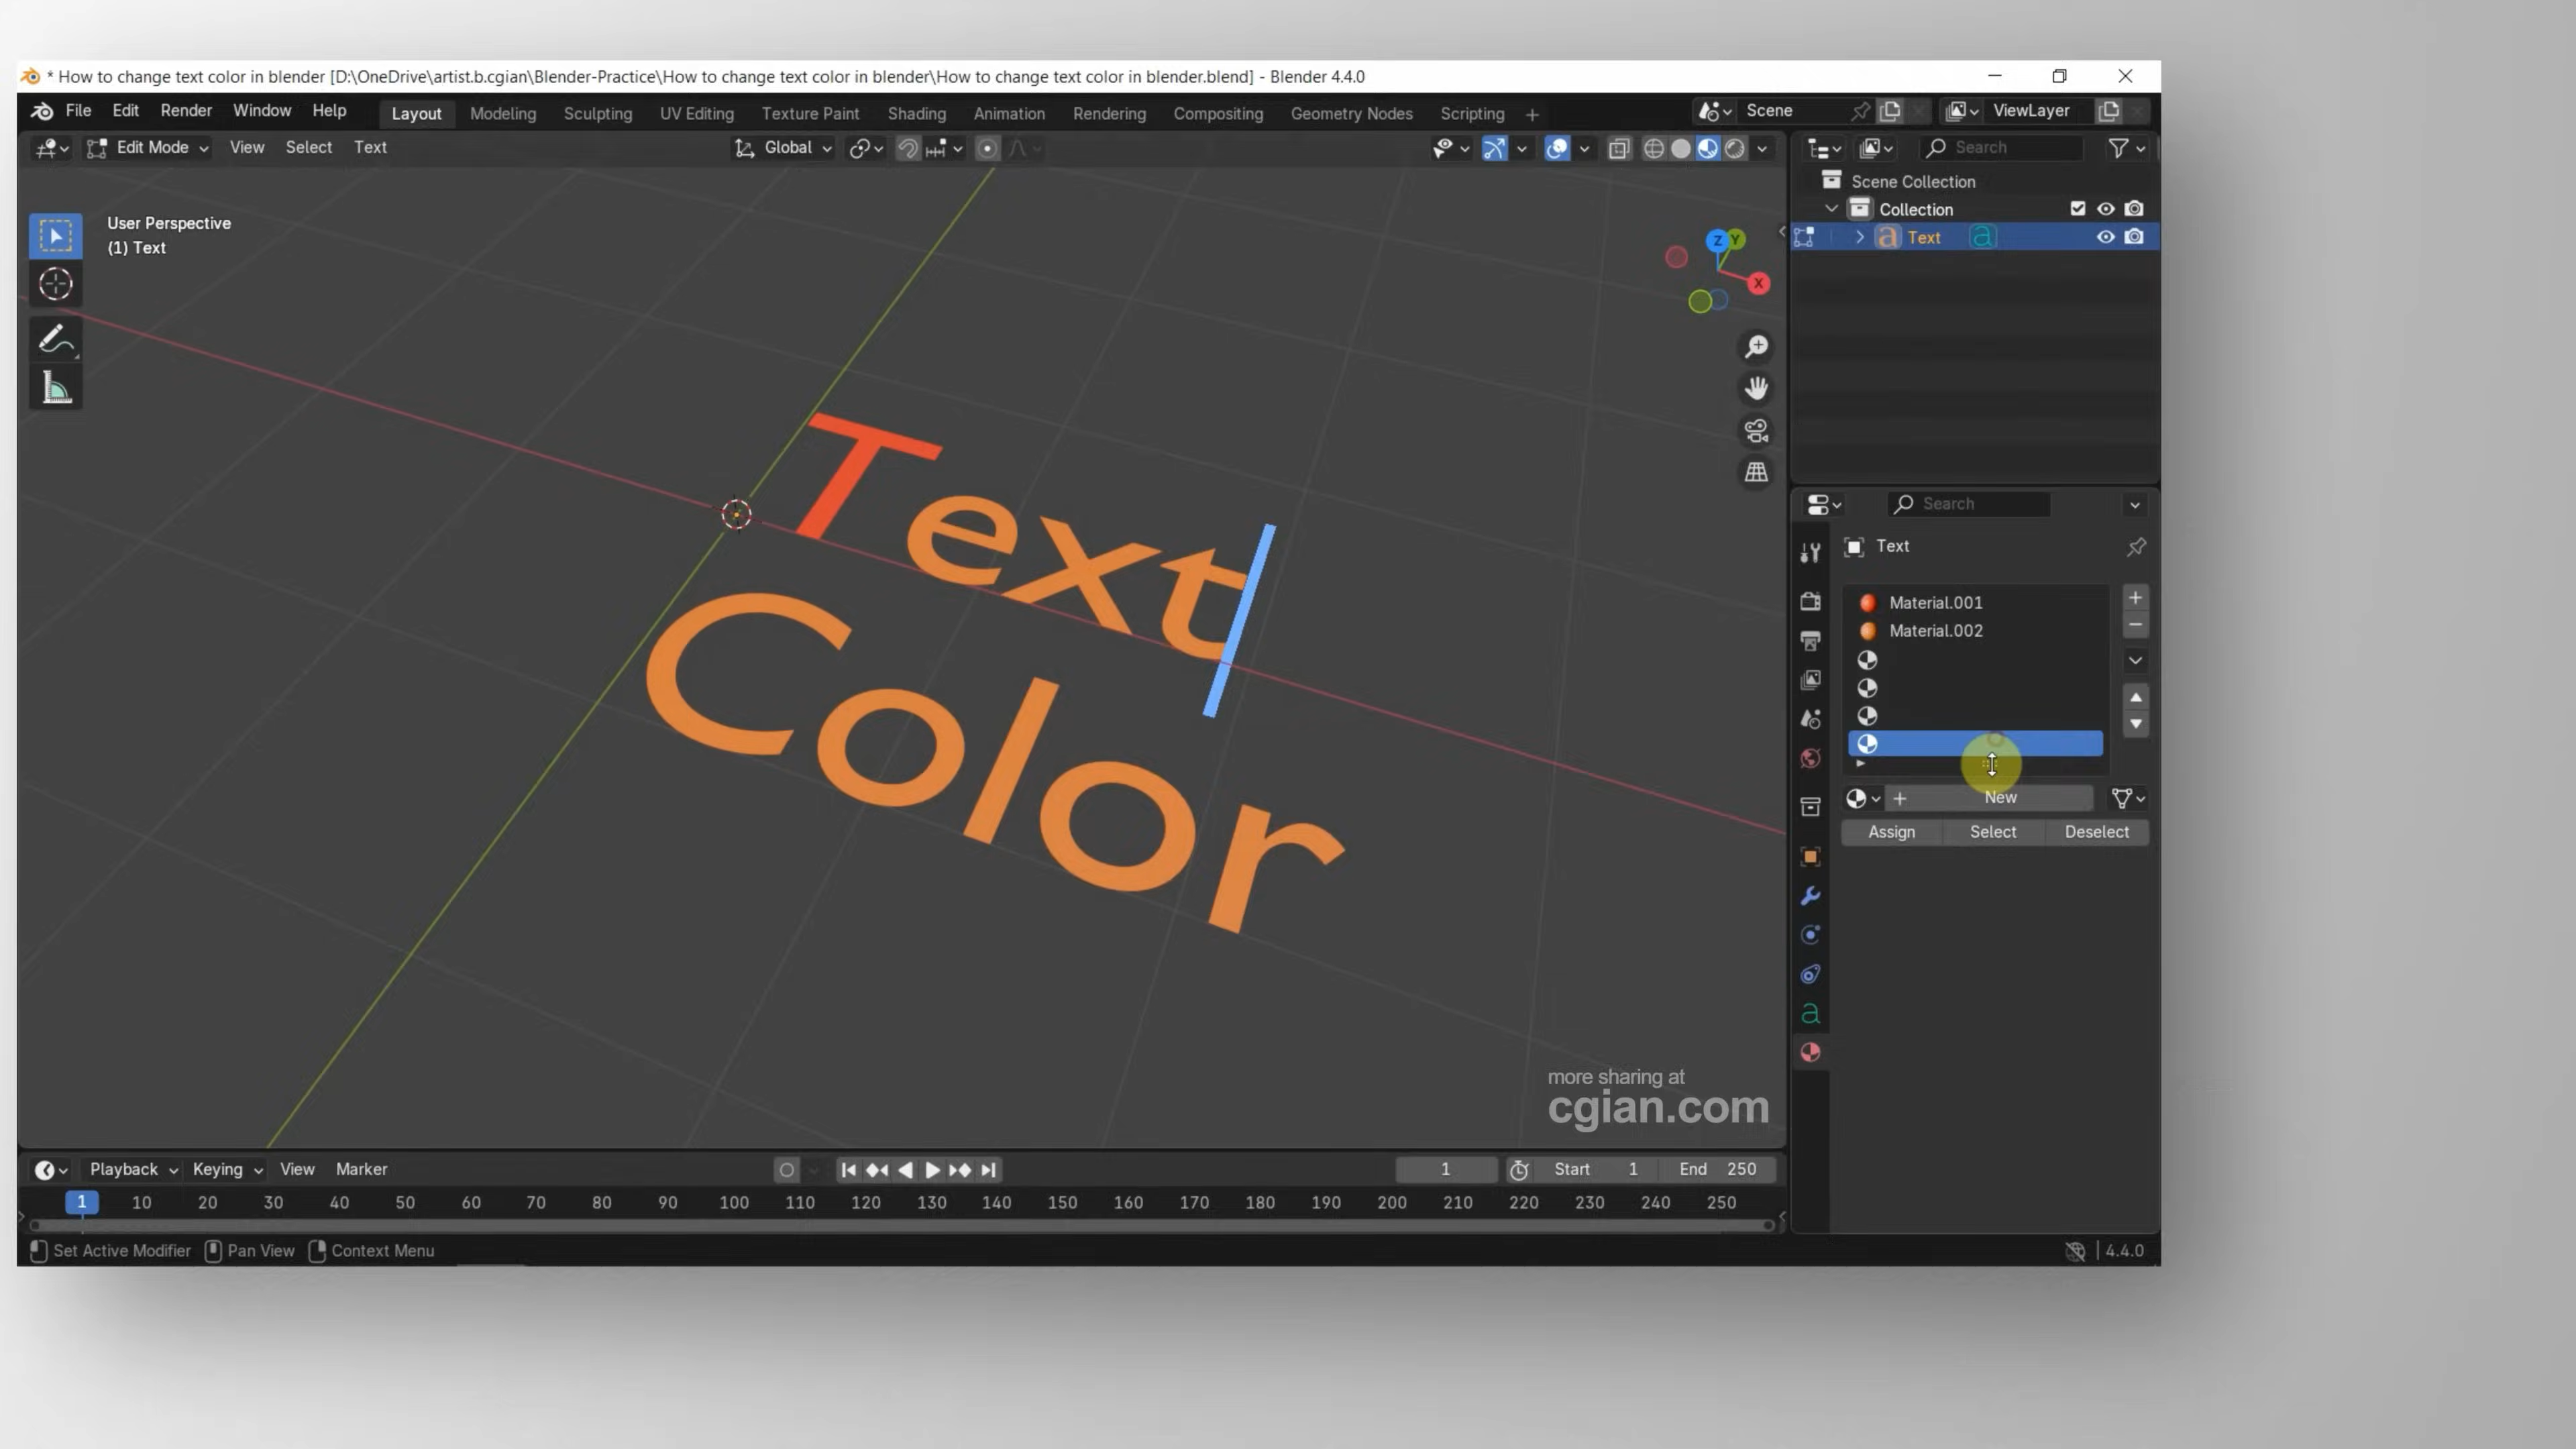 * How to change text color in blender [D:\OneDrive\artist.b.cgian\Blender-Practice\How to change text color in blender\How to change text color in blender.blend] - Blender 4.4.0
File Edit Render Window Help Layout Modeling Sculpting UV Editing Texture Paint Shading Animation Rendering Compositing Geometry Nodes Scripting + Scene ViewLayer
Edit Mode View Select Text Global Search
User Perspective
(1) Text
Z Y
X
Scene Collection
Collection
a Text a
Search
Text
Material.001
Material.002
New
Assign Select Deselect
a
Text
Color
more sharing at
cgian.com
Playback Keying View Marker 1 Start 1 End 250
1 10 20 30 40 50 60 70 80 90 100 110 120 130 140 150 160 170 180 190 200 210 220 230 240 250
Set Active Modifier Pan View Context Menu 4.4.0